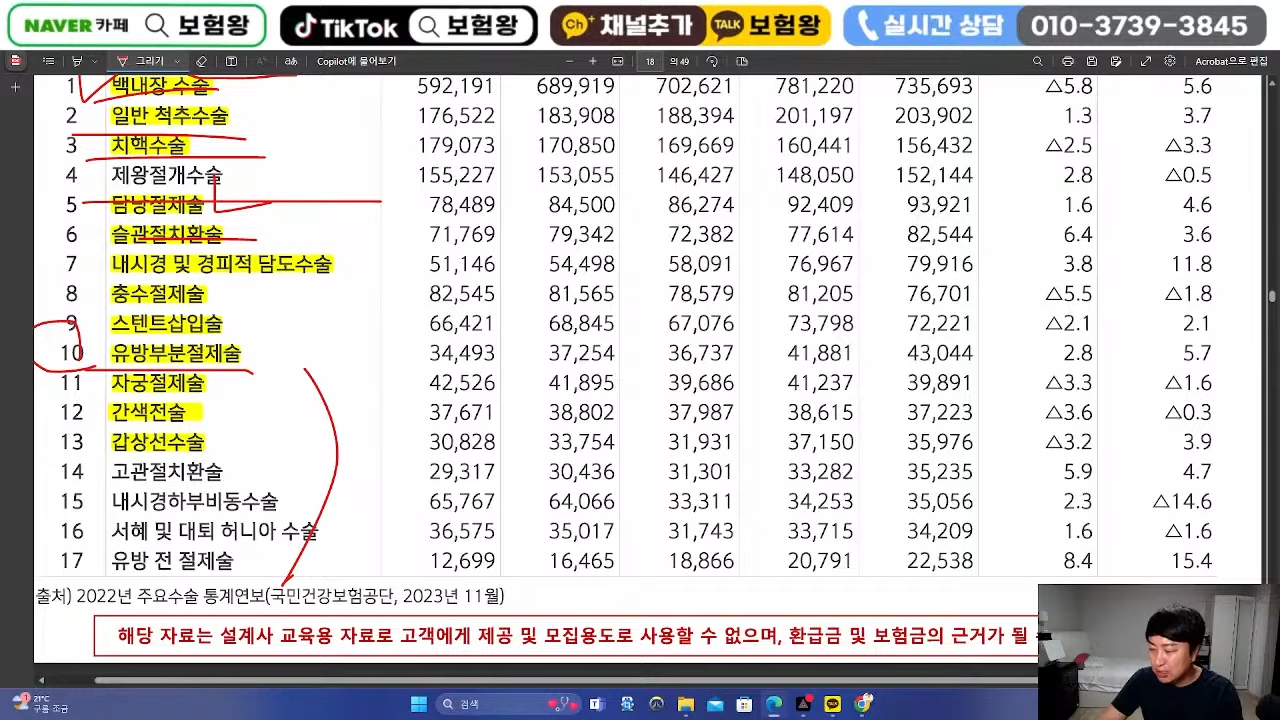 NAVER 카페 보험왕 TikTok 보험왕 Ch+ 채널추가 TALK 보험왕 실시간 상담 010-3739-3845
그리기 Copilot에 물어보기 18 의 49 Acrobat으로 편집
1 백내장 수술 592,191 689,919 702,621 781,220 735,693 △5.8 5.6
2 일반 척추수술 176,522 183,908 188,394 201,197 203,902 1.3 3.7
3 치핵수술 179,073 170,850 169,669 160,441 156,432 △2.5 △3.3
4 제왕절개수술 155,227 153,055 146,427 148,050 152,144 2.8 △0.5
5 담낭절제술 78,489 84,500 86,274 92,409 93,921 1.6 4.6
6 슬관절치환술 71,769 79,342 72,382 77,614 82,544 6.4 3.6
7 내시경 및 경피적 담도수술 51,146 54,498 58,091 76,967 79,916 3.8 11.8
8 충수절제술 82,545 81,565 78,579 81,205 76,701 △5.5 △1.8
9 스텐트삽입술 66,421 68,845 67,076 73,798 72,221 △2.1 2.1
10 유방부분절제술 34,493 37,254 36,737 41,881 43,044 2.8 5.7
11 자궁절제술 42,526 41,895 39,686 41,237 39,891 △3.3 △1.6
12 간색전술 37,671 38,802 37,987 38,615 37,223 △3.6 △0.3
13 갑상선수술 30,828 33,754 31,931 37,150 35,976 △3.2 3.9
14 고관절치환술 29,317 30,436 31,301 33,282 35,235 5.9 4.7
15 내시경하부비동수술 65,767 64,066 33,311 34,253 35,056 2.3 △14.6
16 서혜 및 대퇴 허니아 수술 36,575 35,017 31,743 33,715 34,209 1.6 △1.6
17 유방 전 절제술 12,699 16,465 18,866 20,791 22,538 8.4 15.4
출처) 2022년 주요수술 통계연보(국민건강보험공단, 2023년 11월)
해당 자료는 설계사 교육용 자료로 고객에게 제공 및 모집용도로 사용할 수 없으며, 환급금 및 보험금의 근거가 될
21°C
구름 조금
검색